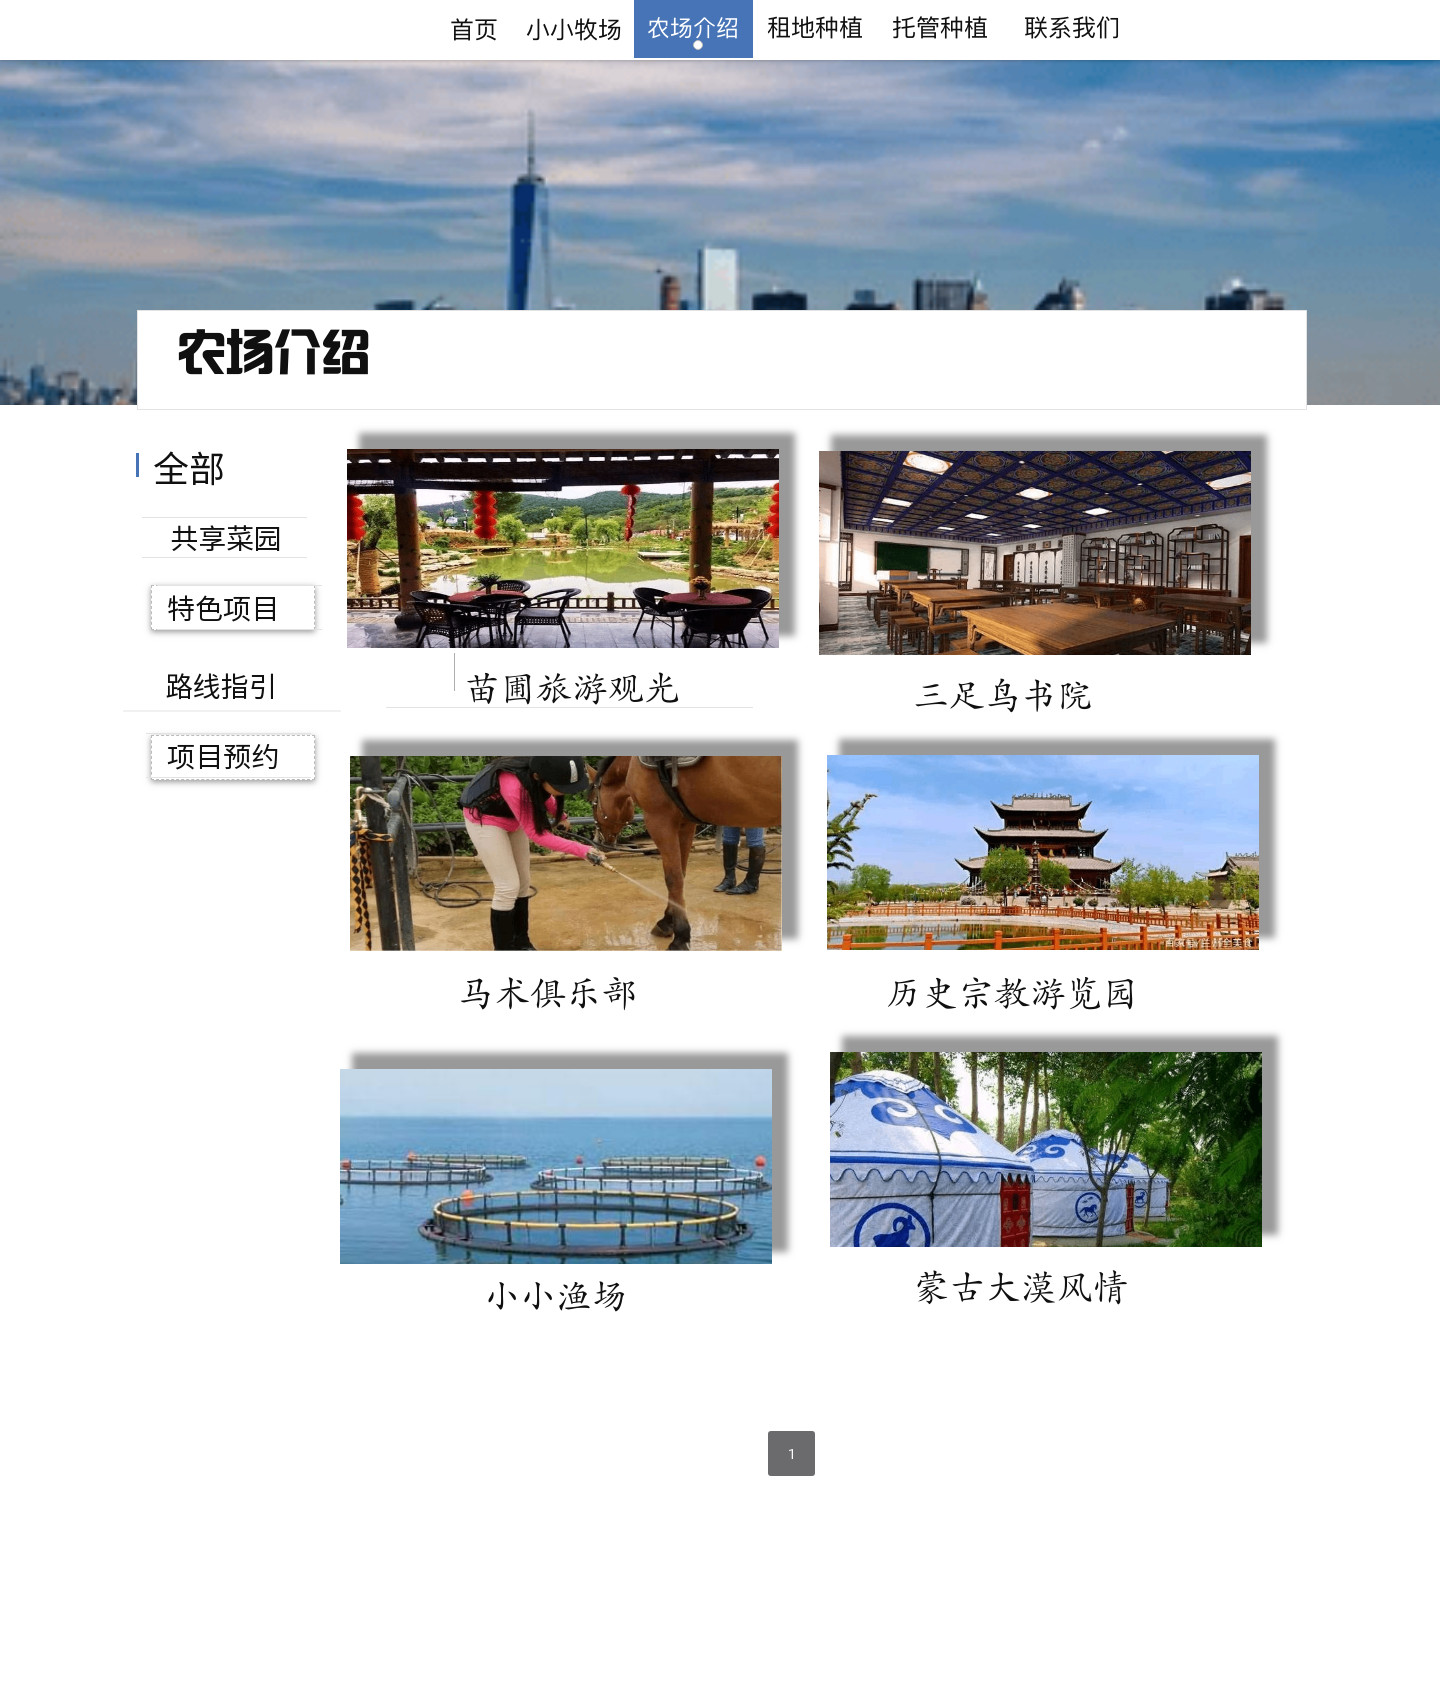 首页 小小牧场 农场介绍 租地种植 托管种植 联系我们
农场介绍
全部
共享菜园
特色项目
路线指引
项目预约
苗圃旅游观光
三足鸟书院
马术俱乐部
历史宗教游览园
小小渔场
蒙古大漠风情
1